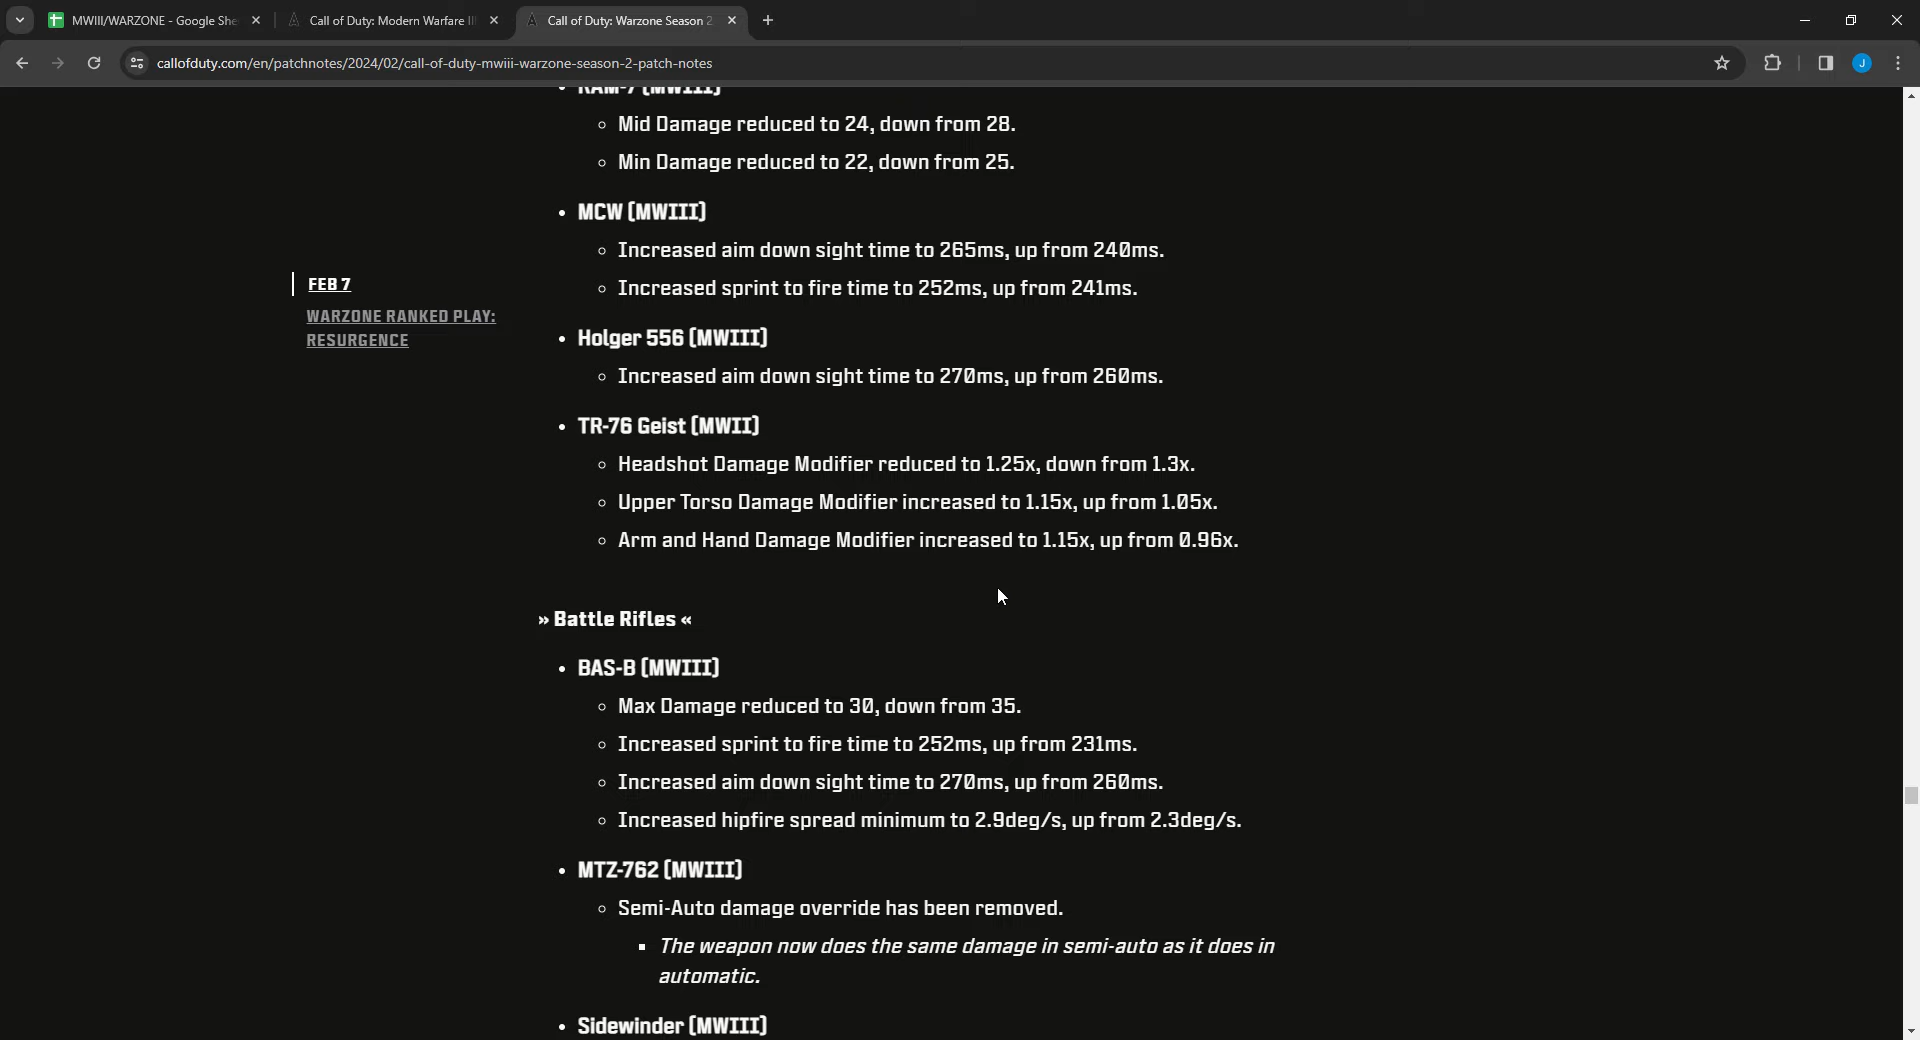 MWIII/WARZONE - Google She
Call of Duty: Modern Warfare III
Call of Duty: Warzone Season 2
callofduty.com/en/patchnotes/2024/02/call-of-duty-mwiii-warzone-season-2-patch-notes
J
FEB 7
WARZONE RANKED PLAY:
RESURGENCE
• RAM-7 (MWIII)
Mid Damage reduced to 24, down from 28.
Min Damage reduced to 22, down from 25.
• MCW (MWIII)
Increased aim down sight time to 265ms, up from 240ms.
Increased sprint to fire time to 252ms, up from 241ms.
• Holger 556 (MWIII)
Increased aim down sight time to 270ms, up from 260ms.
• TR-76 Geist (MWII)
Headshot Damage Modifier reduced to 1.25x, down from 1.3x.
Upper Torso Damage Modifier increased to 1.15x, up from 1.05x.
Arm and Hand Damage Modifier increased to 1.15x, up from 0.96x.
» Battle Rifles «
• BAS-B (MWIII)
Max Damage reduced to 30, down from 35.
Increased sprint to fire time to 252ms, up from 231ms.
Increased aim down sight time to 270ms, up from 260ms.
Increased hipfire spread minimum to 2.9deg/s, up from 2.3deg/s.
• MTZ-762 (MWIII)
Semi-Auto damage override has been removed.
The weapon now does the same damage in semi-auto as it does in
automatic.
• Sidewinder (MWIII)